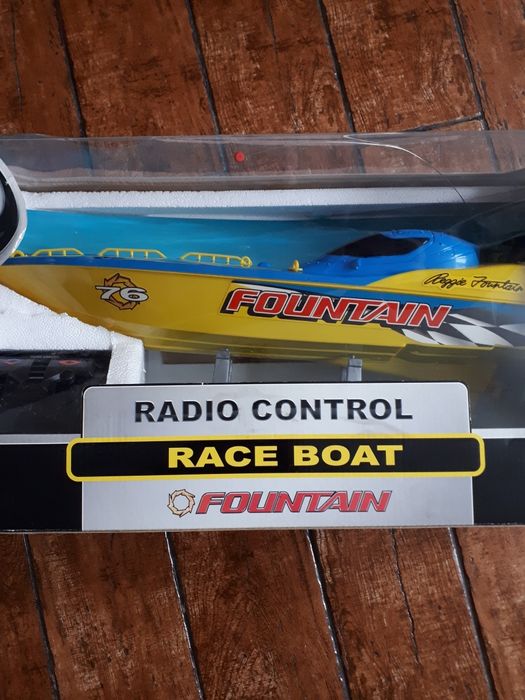 76
FOUNTAIN
Reggie Fountain
RADIO CONTROL
RACE BOAT
FOUNTAIN